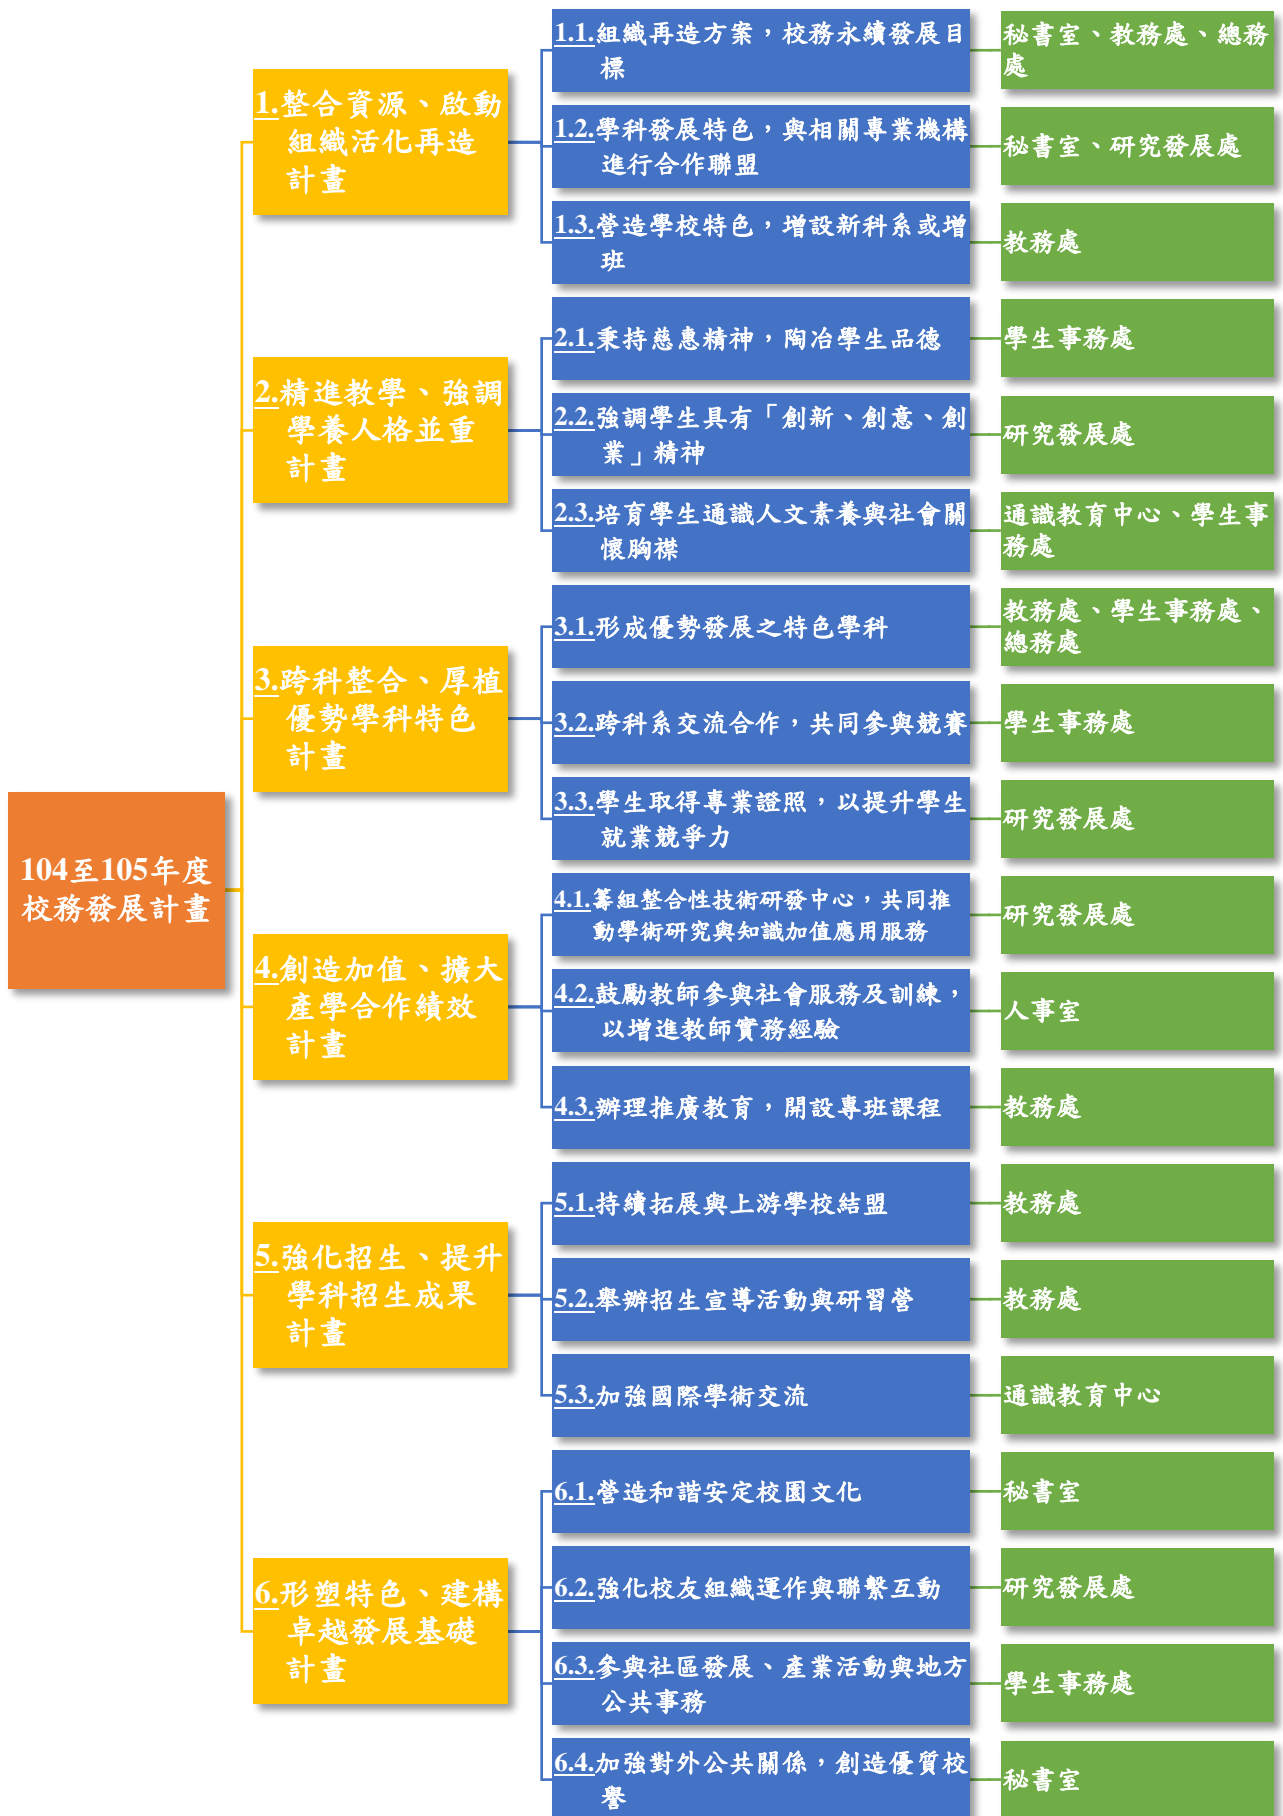 104至105年度
校務發展計畫
1.整合資源、啟動
組織活化再造
計畫
1.1.組織再造方案，校務永續發展目
標
秘書室、教務處、總務
處
1.2.學科發展特色，與相關專業機構
進行合作聯盟
秘書室、研究發展處
1.3.營造學校特色，增設新科系或增
班
教務處
2.精進教學、強調
學養人格並重
計畫
2.1.秉持慈惠精神，陶冶學生品德
學生事務處
2.2.強調學生具有「創新、創意、創
業」精神
研究發展處
2.3.培育學生通識人文素養與社會關
懷胸襟
通識教育中心、學生事
務處
3.跨科整合、厚植
優勢學科特色
計畫
3.1.形成優勢發展之特色學科
教務處、學生事務處、
總務處
3.2.跨科系交流合作，共同參與競賽
學生事務處
3.3.學生取得專業證照，以提升學生
就業競爭力
研究發展處
4.創造加值、擴大
產學合作績效
計畫
4.1.籌組整合性技術研發中心，共同推
動學術研究與知識加值應用服務
研究發展處
4.2.鼓勵教師參與社會服務及訓練，
以增進教師實務經驗
人事室
4.3.辦理推廣教育，開設專班課程
教務處
5.強化招生、提升
學科招生成果
計畫
5.1.持續拓展與上游學校結盟
教務處
5.2.舉辦招生宣導活動與研習營
教務處
5.3.加強國際學術交流
通識教育中心
6.形塑特色、建構
卓越發展基礎
計畫
6.1.營造和諧安定校園文化
秘書室
6.2.強化校友組織運作與聯繫互動
研究發展處
6.3.參與社區發展、產業活動與地方
公共事務
學生事務處
6.4.加強對外公共關係，創造優質校
譽
秘書室